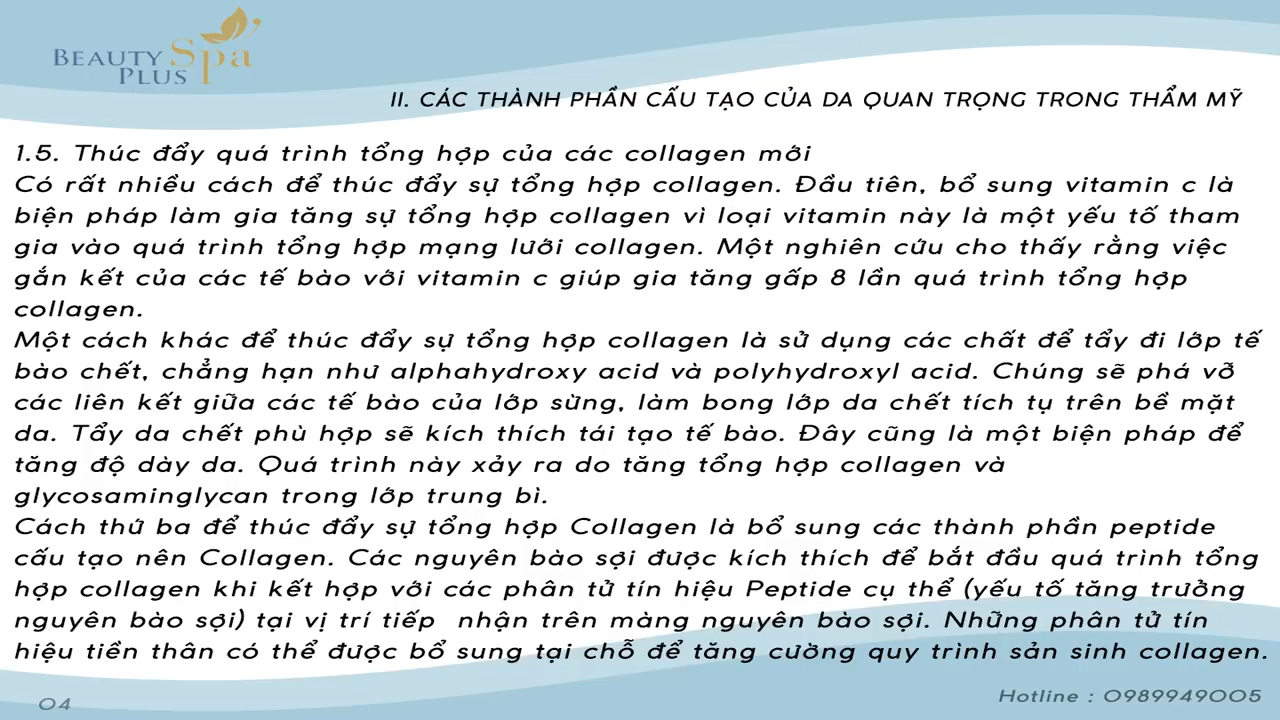 BEAUTY Spa
PLUS
II. CÁC THÀNH PHẦN CẤU TẠO CỦA DA QUAN TRỌNG TRONG THẨM MỸ
1.5. Thúc đẩy quá trình tổng hợp của các collagen mới
Có rất nhiều cách để thúc đẩy sự tổng hợp collagen. Đầu tiên, bổ sung vitamin c là
biện pháp làm gia tăng sự tổng hợp collagen vì loại vitamin này là một yếu tố tham
gia vào quá trình tổng hợp mạng lưới collagen. Một nghiên cứu cho thấy rằng việc
gắn kết của các tế bào với vitamin c giúp gia tăng gấp 8 lần quá trình tổng hợp
collagen.
Một cách khác để thúc đẩy sự tổng hợp collagen là sử dụng các chất để tẩy đi lớp tế
bào chết, chẳng hạn như alphahydroxy acid và polyhydroxyl acid. Chúng sẽ phá vỡ
các liên kết giữa các tế bào của lớp sừng, làm bong lớp da chết tích tụ trên bề mặt
da. Tẩy da chết phù hợp sẽ kích thích tái tạo tế bào. Đây cũng là một biện pháp để
tăng độ dày da. Quá trình này xảy ra do tăng tổng hợp collagen và
glycosaminglycan trong lớp trung bì.
Cách thứ ba để thúc đẩy sự tổng hợp Collagen là bổ sung các thành phần peptide
cấu tạo nên Collagen. Các nguyên bào sợi được kích thích để bắt đầu quá trình tổng
hợp collagen khi kết hợp với các phân tử tín hiệu Peptide cụ thể (yếu tố tăng trưởng
nguyên bào sợi) tại vị trí tiếp  nhận trên màng nguyên bào sợi. Những phân tử tín
hiệu tiền thân có thể được bổ sung tại chỗ để tăng cường quy trình sản sinh collagen.
04
Hotline : 0989949005